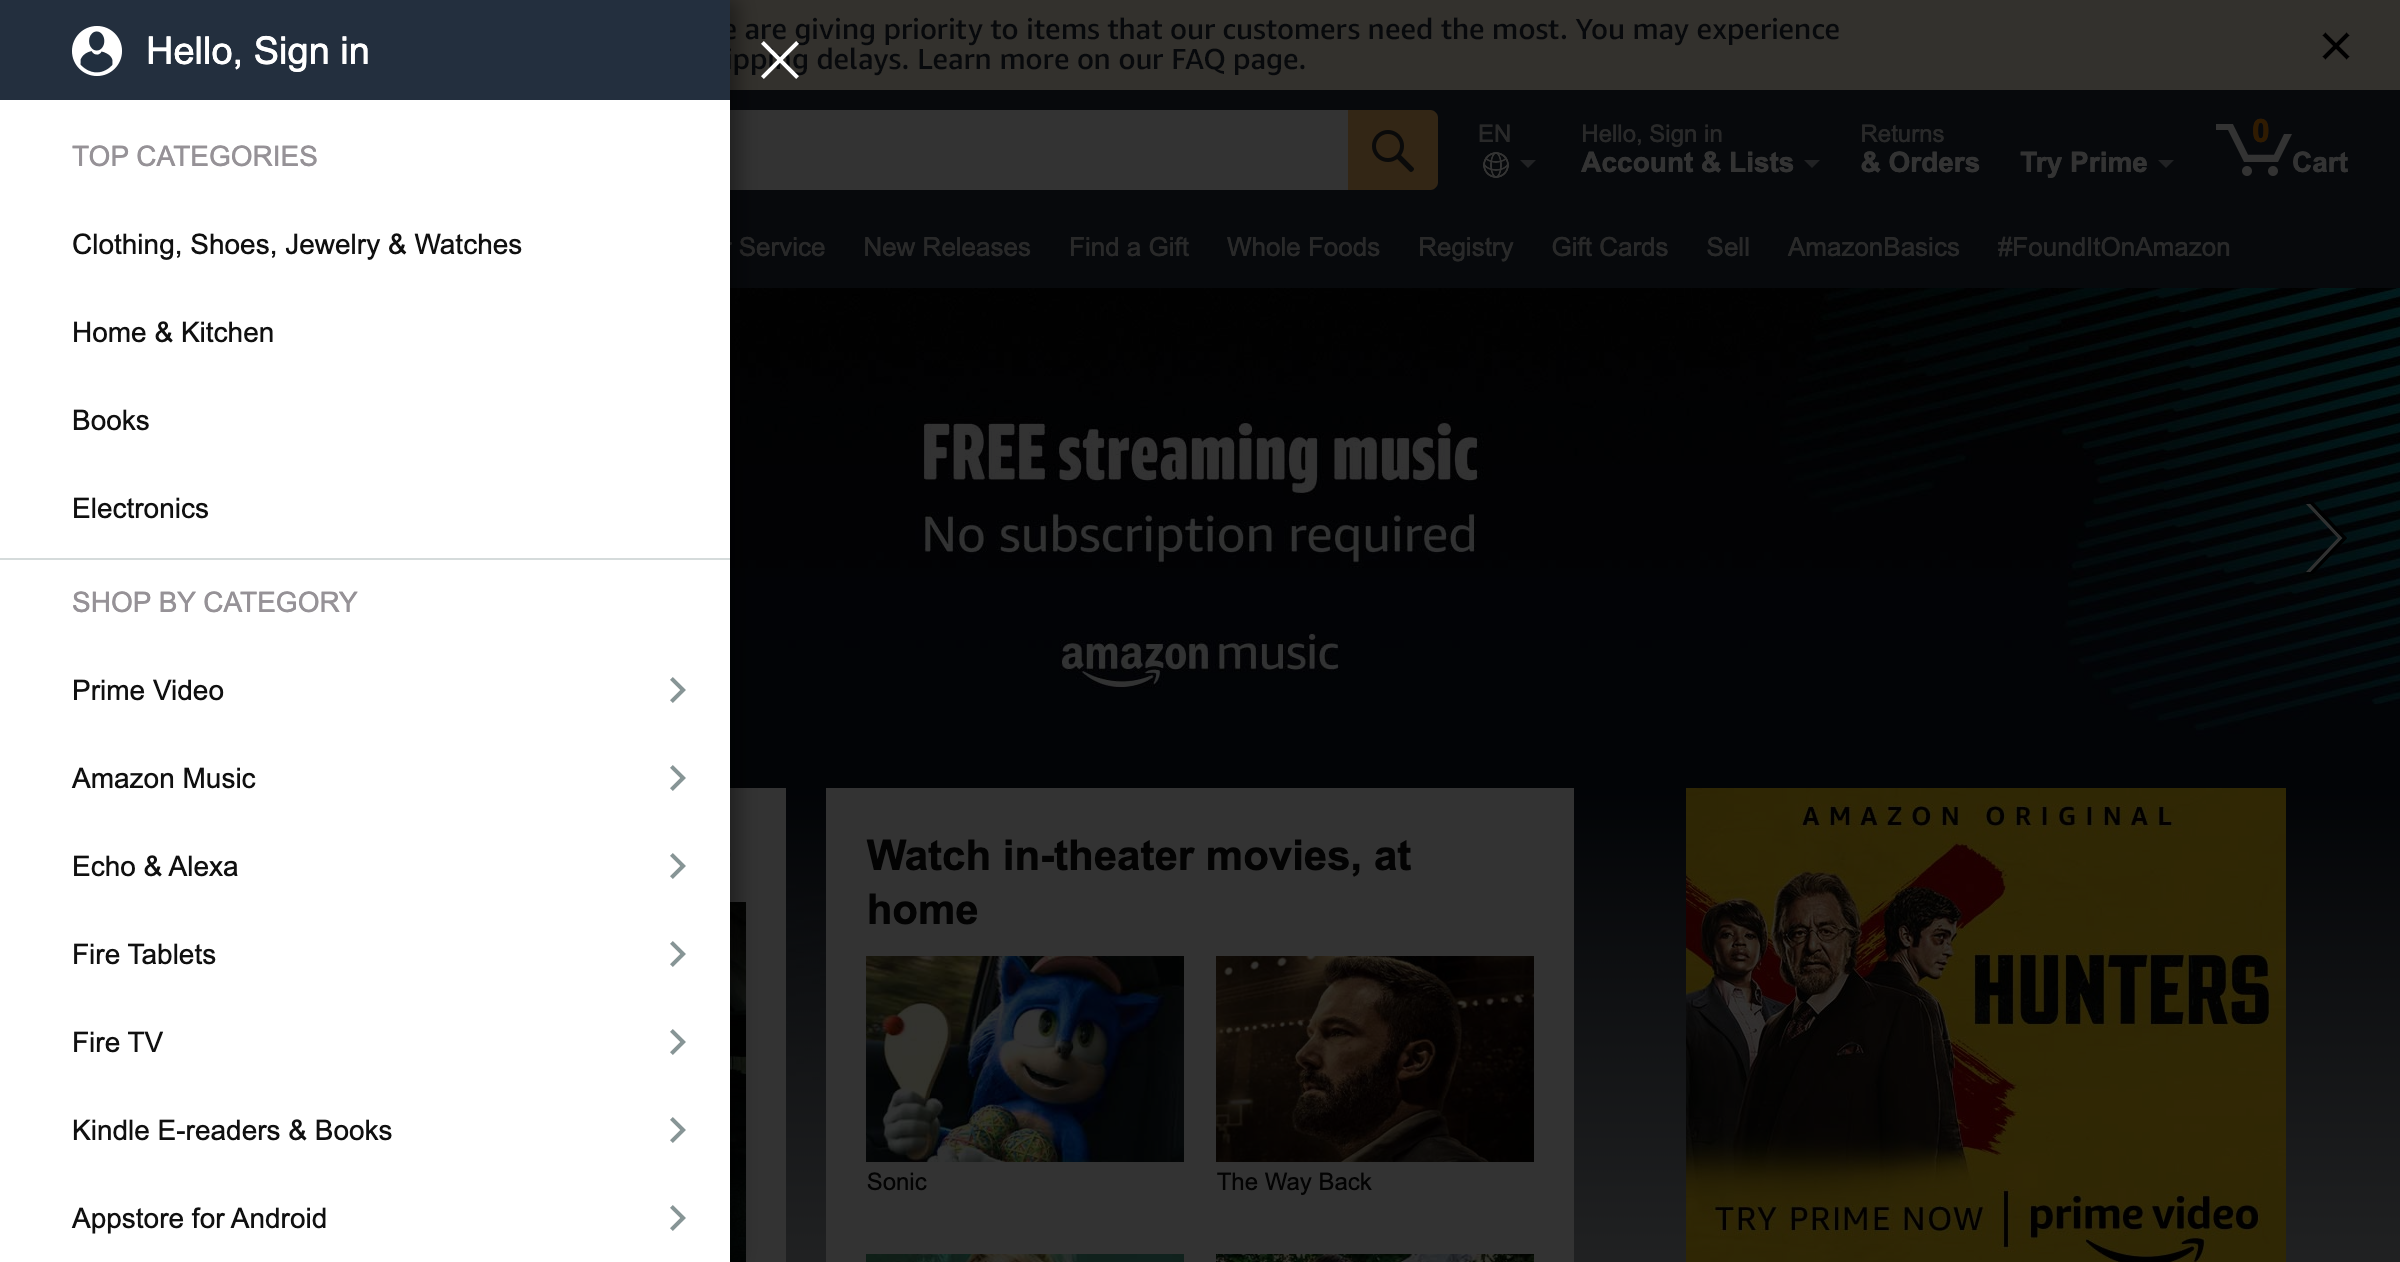 Hello, Sign in
TOP CATEGORIES
Clothing, Shoes, Jewelry & Watches
Home & Kitchen
Books
Electronics
SHOP BY CATEGORY
Prime Video
Amazon Music
Echo & Alexa
Fire Tablets
Fire TV
Kindle E-readers & Books
Appstore for Android
are giving priority to items that our customers need the most. You may experience
delays. Learn more on our FAQ page.
EN
Hello, Sign in
Account & Lists
Returns
& Orders
Try Prime
0
Cart
Service New Releases Find a Gift Whole Foods Registry Gift Cards Sell AmazonBasics #FoundItOnAmazon
FREE streaming music
No subscription required
amazon music
Watch in-theater movies, at
home
Sonic
The Way Back
AMAZON ORIGINAL
HUNTERS
TRY PRIME NOW | prime video